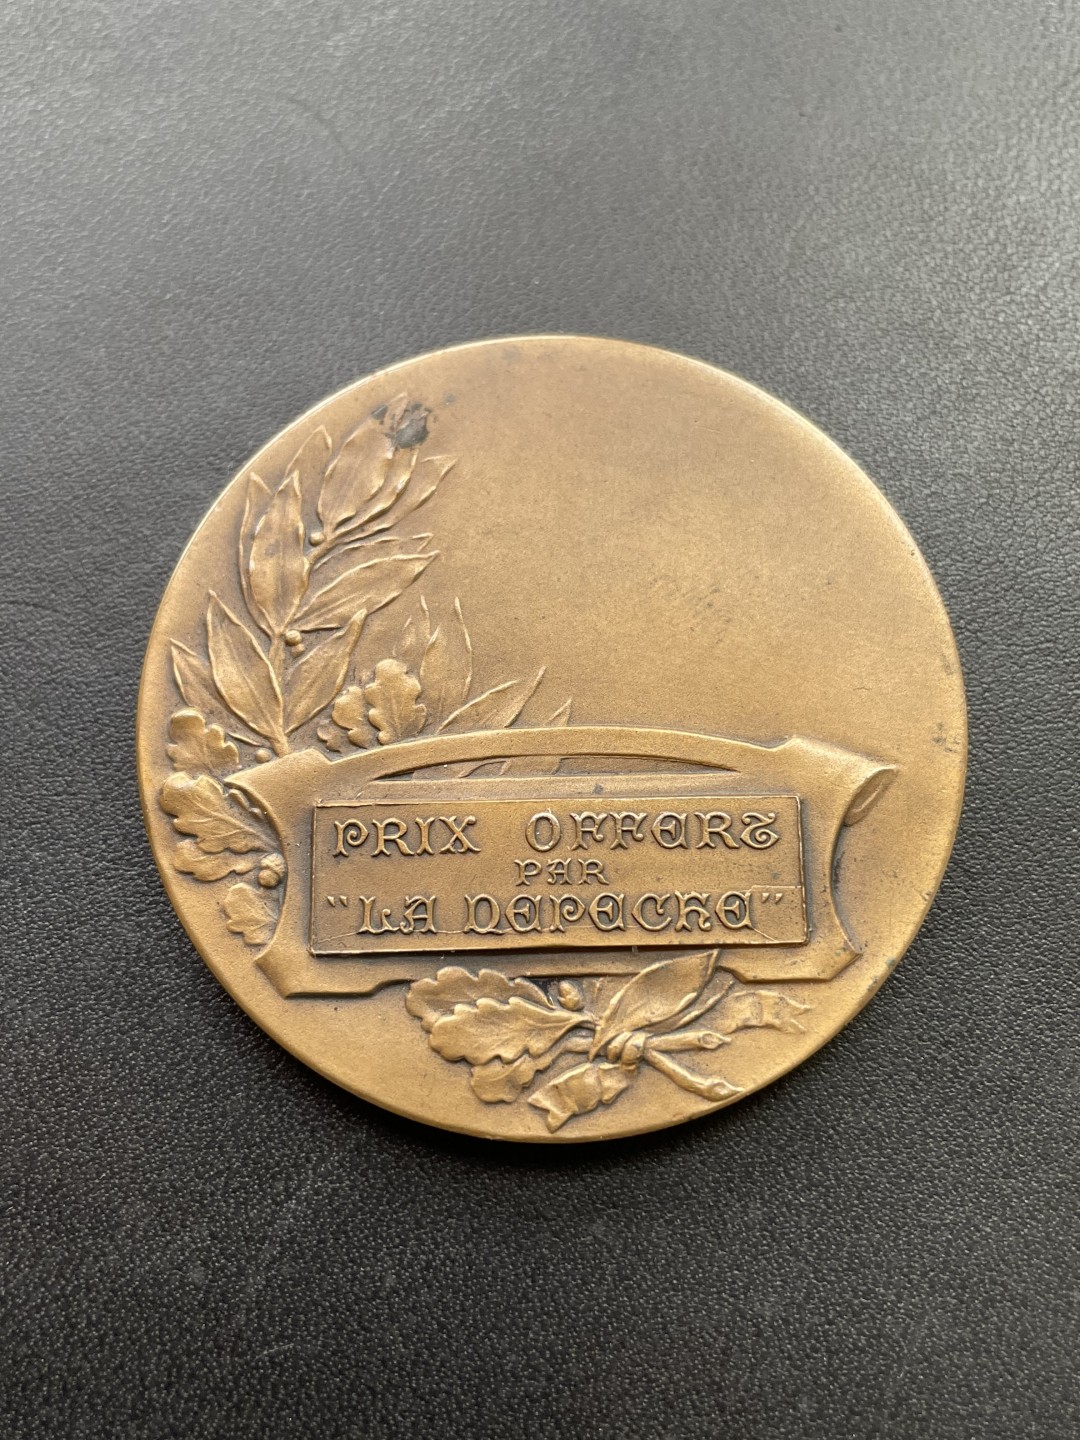 PRIX OFFERT
PAR
"LA DEPECHE"